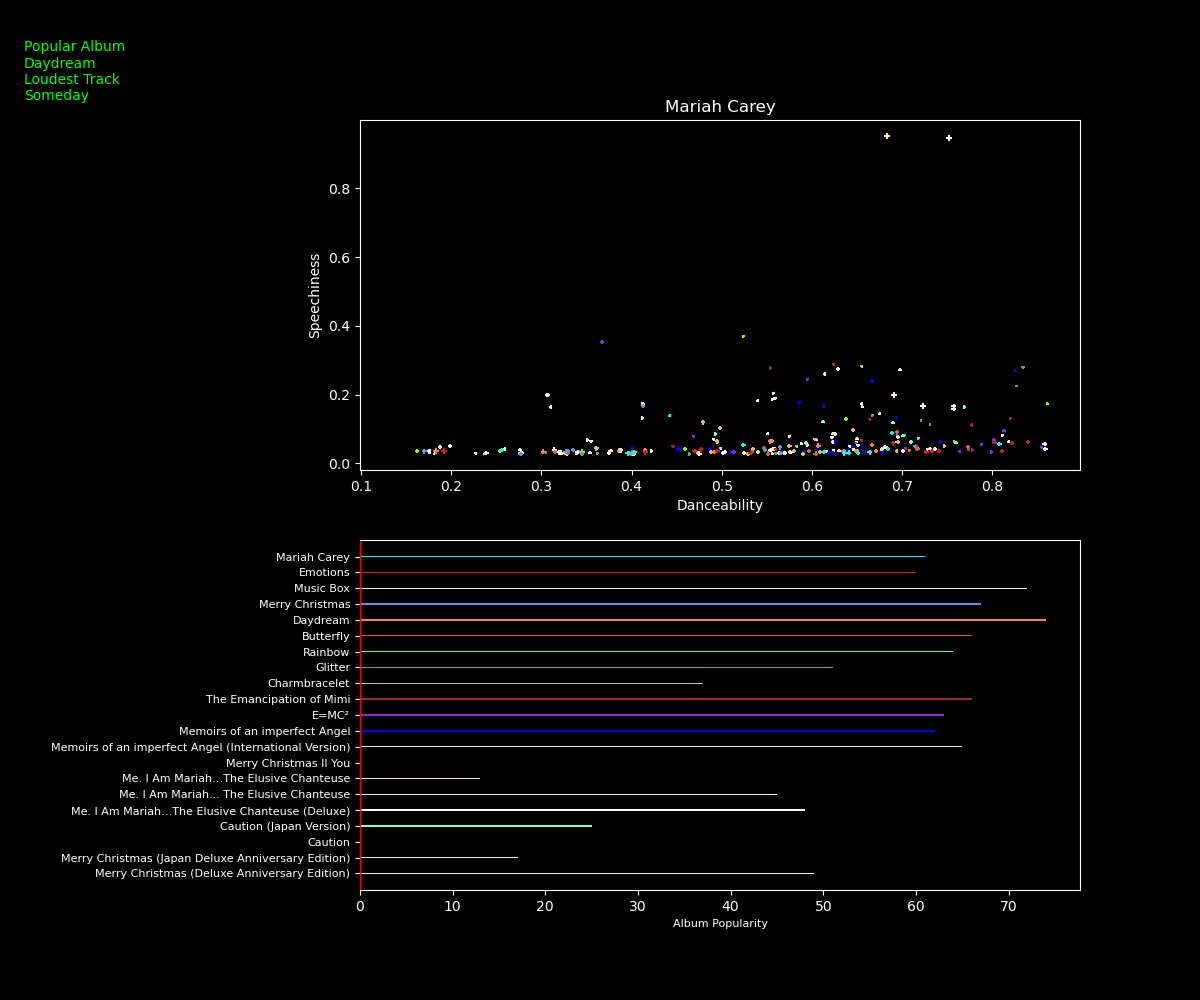 Popular Album
Daydream
Loudest Track
Someday
Mariah Carey
Speechiness
0.8
0.6
0.4
0.2
0.0
0.1 0.2 0.3 0.4 0.5 0.6 0.7 0.8
Danceability
Mariah Carey
Emotions
Music Box
Merry Christmas
Daydream
Butterfly
Rainbow
Glitter
Charmbracelet
The Emancipation of Mimi
E=MC²
Memoirs of an imperfect Angel
Memoirs of an imperfect Angel (International Version)
Merry Christmas II You
Me. I Am Mariah...The Elusive Chanteuse
Me. I Am Mariah... The Elusive Chanteuse
Me. I Am Mariah...The Elusive Chanteuse (Deluxe)
Caution (Japan Version)
Caution
Merry Christmas (Japan Deluxe Anniversary Edition)
Merry Christmas (Deluxe Anniversary Edition)
0 10 20 30 40 50 60 70
Album Popularity